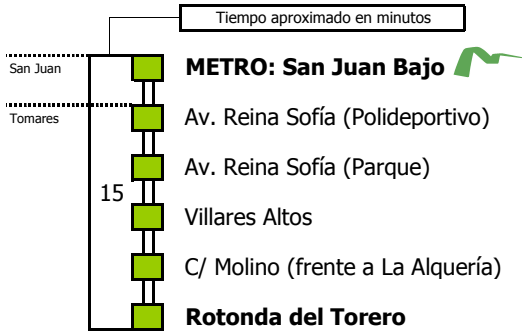 Tiempo aproximado en minutos
San Juan
METRO: San Juan Bajo
Tomares
Av. Reina Sofía (Polideportivo)
Av. Reina Sofía (Parque)
15
Villares Altos
C/ Molino (frente a La Alquería)
Rotonda del Torero